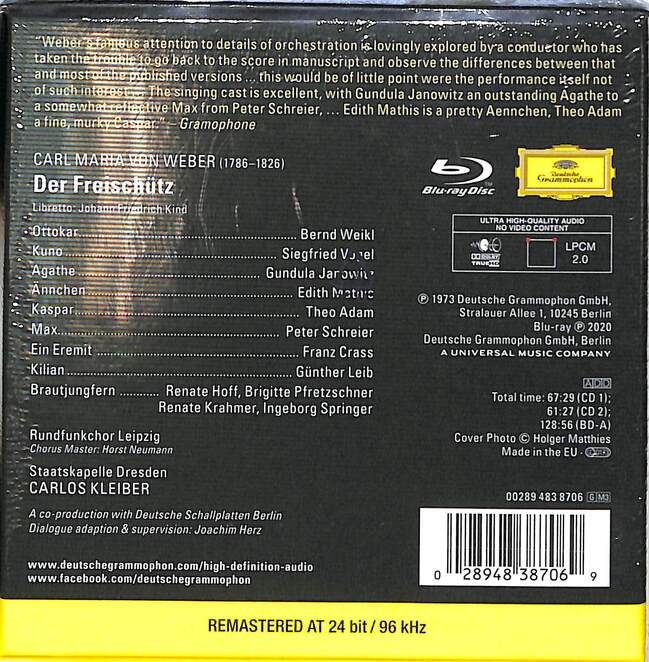 "Weber's famous attention to details of orchestration is lovingly explored by a conductor who has
taken the trouble to go back to the score in manuscript and observe the differences between that
and most of the published versions ... this would be of little point were the performance itself not
of such interest ... The singing cast is excellent, with Gundula Janowitz an outstanding Agathe to
a somewhat reflective Max from Peter Schreier, ... Edith Mathis is a pretty Aennchen, Theo Adam
a fine, murky Caspar." – Gramophone
CARL MARIA VON WEBER (1786–1826)
Der Freischütz
Libretto: Johann Friedrich Kind
Ottokar Bernd Weikl
Kuno Siegfried Vogel
Agathe Gundula Janowitz
Ännchen Edith Mathis
Kaspar Theo Adam
Max Peter Schreier
Ein Eremit Franz Crass
Kilian Günther Leib
Brautjungfern Renate Hoff, Brigitte Pfretzschner
Renate Krahmer, Ingeborg Springer
Rundfunkchor Leipzig
Chorus Master: Horst Neumann
Staatskapelle Dresden
CARLOS KLEIBER
A co-production with Deutsche Schallplatten Berlin
Dialogue adaption & supervision: Joachim Herz
www.deutschegrammophon.com/high-definition-audio
www.facebook.com/deutschegrammophon
Blu-ray Disc
Deutsche
Grammophon
ULTRA HIGH-QUALITY AUDIO
NO VIDEO CONTENT
DOLBY
TRUEHD
LPCM
2.0
℗ 1973 Deutsche Grammophon GmbH,
Stralauer Allee 1, 10245 Berlin
Blu-ray ℗ 2020
Deutsche Grammophon GmbH, Berlin
A UNIVERSAL MUSIC COMPANY
ADD
Total time: 67:29 (CD 1);
61:27 (CD 2);
128:56 (BD-A)
Cover Photo © Holger Matthies
Made in the EU ·
00289 483 8706 G M3
0 28948 38706 9
REMASTERED AT 24 bit / 96 kHz